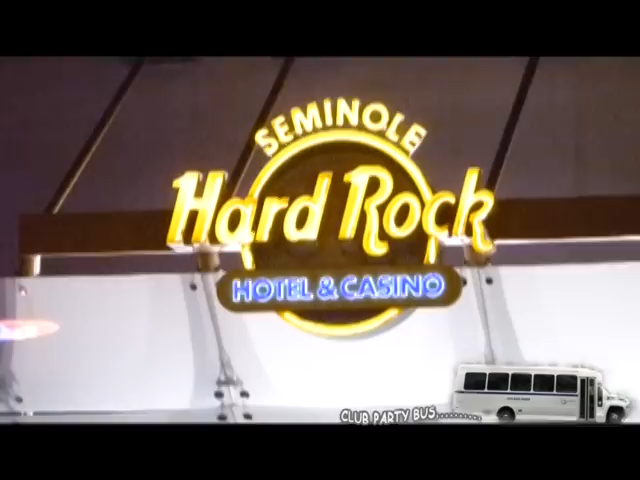 SEMINOLE
Hard Rock
HOTEL & CASINO
CLUB PARTY BUS..........